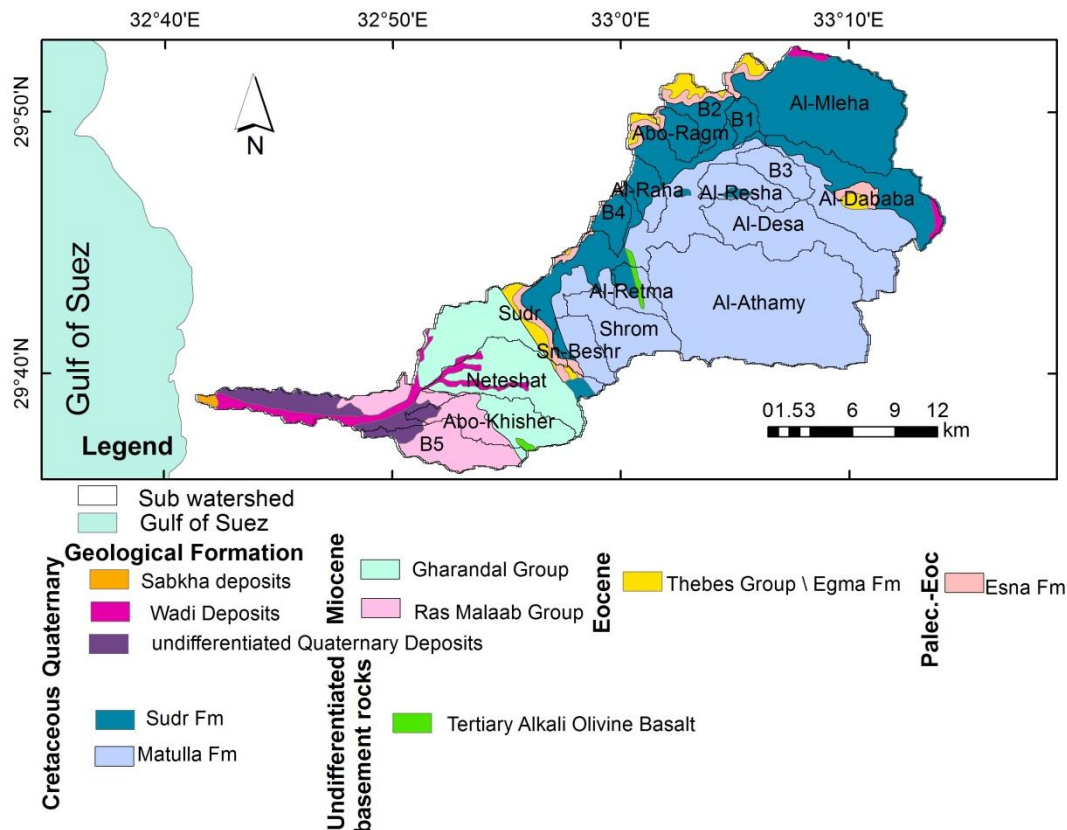 32°40'E 32°50'E 33°0'E 33°10'E
29°50'N
29°40'N
N
Gulf of Suez
Al-Mleha
B2
B1
Abo-Ragm
B3
Al-Raha
Al-Resha
Al-Dababa
B4
Al-Desa
Al-Retma
Al-Athamy
Sudr
Shrom
Sn-Beshr
Neteshat
Abo-Khisher
B5
01.53 6 9 12
km
Legend
Sub watershed
Gulf of Suez
Geological Formation
Quaternary
Sabkha deposits
Wadi Deposits
undifferentiated Quaternary Deposits
Miocene
Gharandal Group
Ras Malaab Group
Eocene
Thebes Group \ Egma Fm
Palec.-Eoc
Esna Fm
Cretaceous
Sudr Fm
Matulla Fm
Undifferentiated
basement rocks
Tertiary Alkali Olivine Basalt